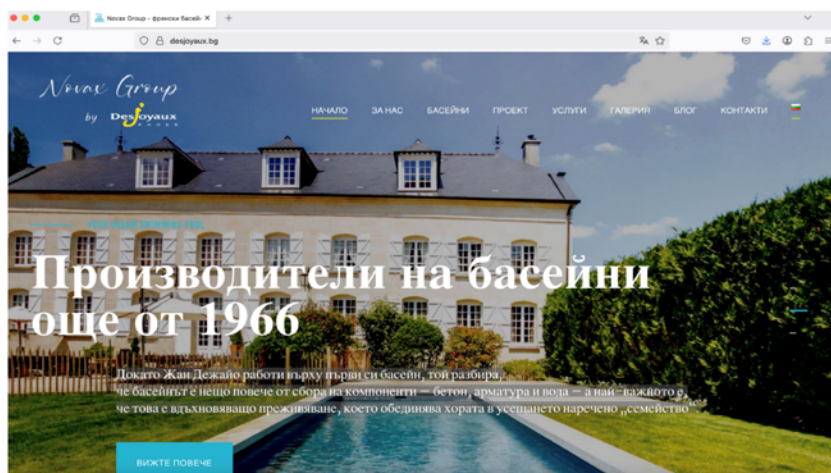 Novax Group - френски басей
desjoyaux.bg
Novax Group
by Desjoyaux
POOLS
НАЧАЛО ЗА НАС БАСЕЙНИ ПРОЕКТ УСЛУГИ ГАЛЕРИЯ БЛОГ КОНТАКТИ
Производители на басейни
още от 1966
Докато Жан Дежайо работи върху първи си басейн, той разбира,
че басейнът е нещо повече от сбора на компоненти – бетон, арматура и вода – а най-важното е,
че това е вдъхновяващо преживяване, което обединява хората в усещането наречено „семейство".
ВИЖТЕ ПОВЕЧЕ